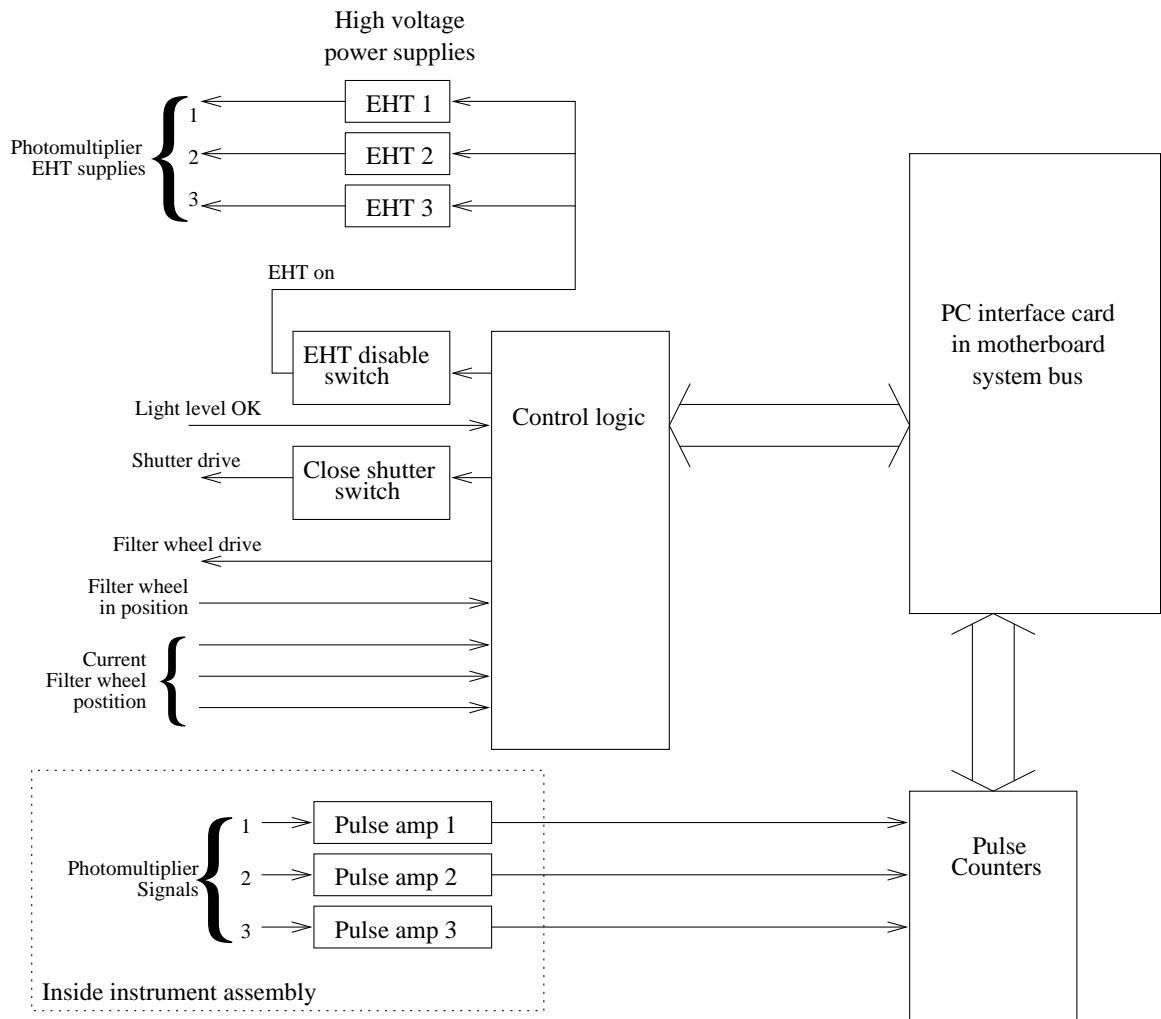 High voltage
power supplies
EHT 1
1
Photomultiplier
EHT supplies
EHT 2
2
EHT 3
3
EHT on
EHT disable
switch
Light level OK
Control logic
PC interface card
in motherboard
system bus
Shutter drive
Close shutter
switch
Filter wheel drive
Filter wheel
in position
Current
Filter wheel
postition
1
Pulse amp 1
Photomultiplier
Signals
2
Pulse amp 2
3
Pulse amp 3
Pulse
Counters
Inside instrument assembly